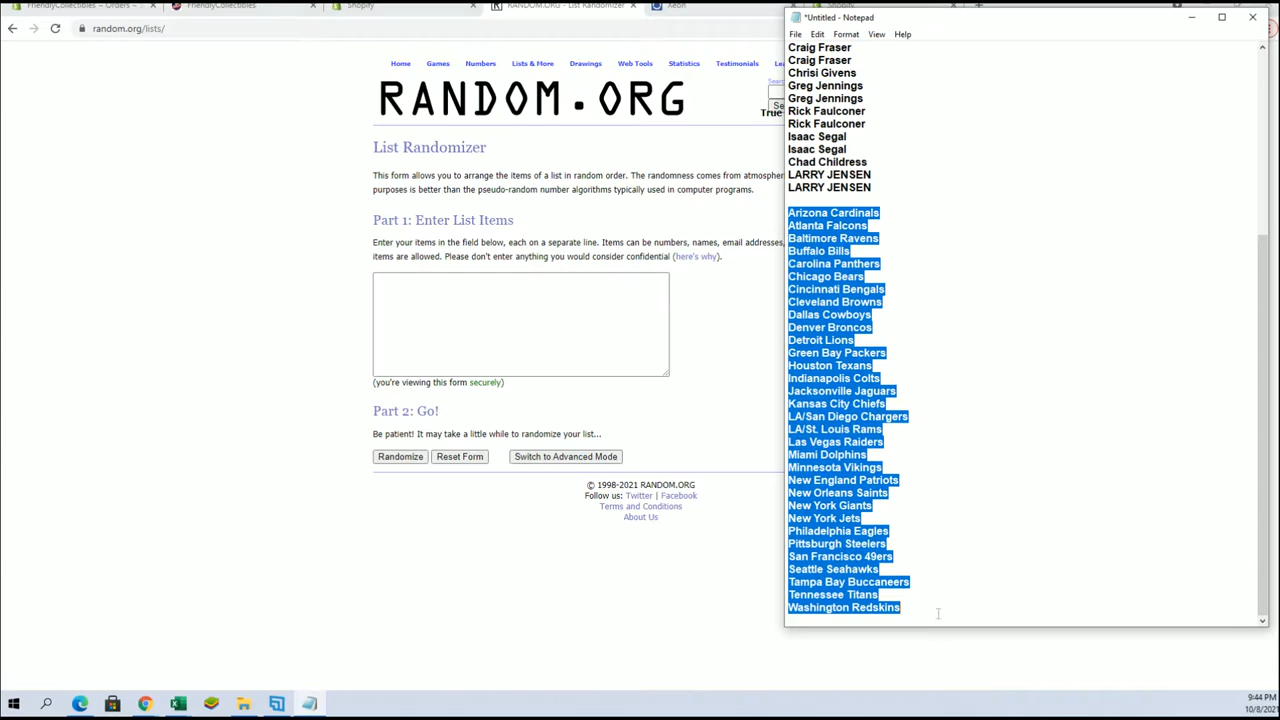 FriendlyCollectibles – Orders –
FriendlyCollectibles
Shopify
RANDOM.ORG - List Randomizer
Xeon
Shopify
random.org/lists/
Home
Games
Numbers
Lists & More
Drawings
Web Tools
Statistics
Testimonials
RANDOM.ORG
True
List Randomizer
This form allows you to arrange the items of a list in random order. The randomness comes from
purposes is better than the pseudo-random number algorithms typically used in computer programs.
Part 1: Enter List Items
Enter your items in the field below, each on a separate line. Items can be numbers, names, email addresses,
items are allowed. Please don't enter anything you would consider confidential (here's why).
(you're viewing this form securely)
Part 2: Go!
Be patient! It may take a little while to randomize your list...
Randomize
Reset Form
Switch to Advanced Mode
© 1998-2021 RANDOM.ORG
Follow us: Twitter | Facebook
Terms and Conditions
About Us
*Untitled - Notepad
File Edit Format View Help
Craig Fraser
Craig Fraser
Chrisi Givens
Greg Jennings
Greg Jennings
Rick Faulconer
Rick Faulconer
Isaac Segal
Isaac Segal
Chad Childress
LARRY JENSEN
LARRY JENSEN
Arizona Cardinals
Atlanta Falcons
Baltimore Ravens
Buffalo Bills
Carolina Panthers
Chicago Bears
Cincinnati Bengals
Cleveland Browns
Dallas Cowboys
Denver Broncos
Detroit Lions
Green Bay Packers
Houston Texans
Indianapolis Colts
Jacksonville Jaguars
Kansas City Chiefs
LA/San Diego Chargers
LA/St. Louis Rams
Las Vegas Raiders
Miami Dolphins
Minnesota Vikings
New England Patriots
New Orleans Saints
New York Giants
New York Jets
Philadelphia Eagles
Pittsburgh Steelers
San Francisco 49ers
Seattle Seahawks
Tampa Bay Buccaneers
Tennessee Titans
Washington Redskins
9:44 PM
10/8/2021